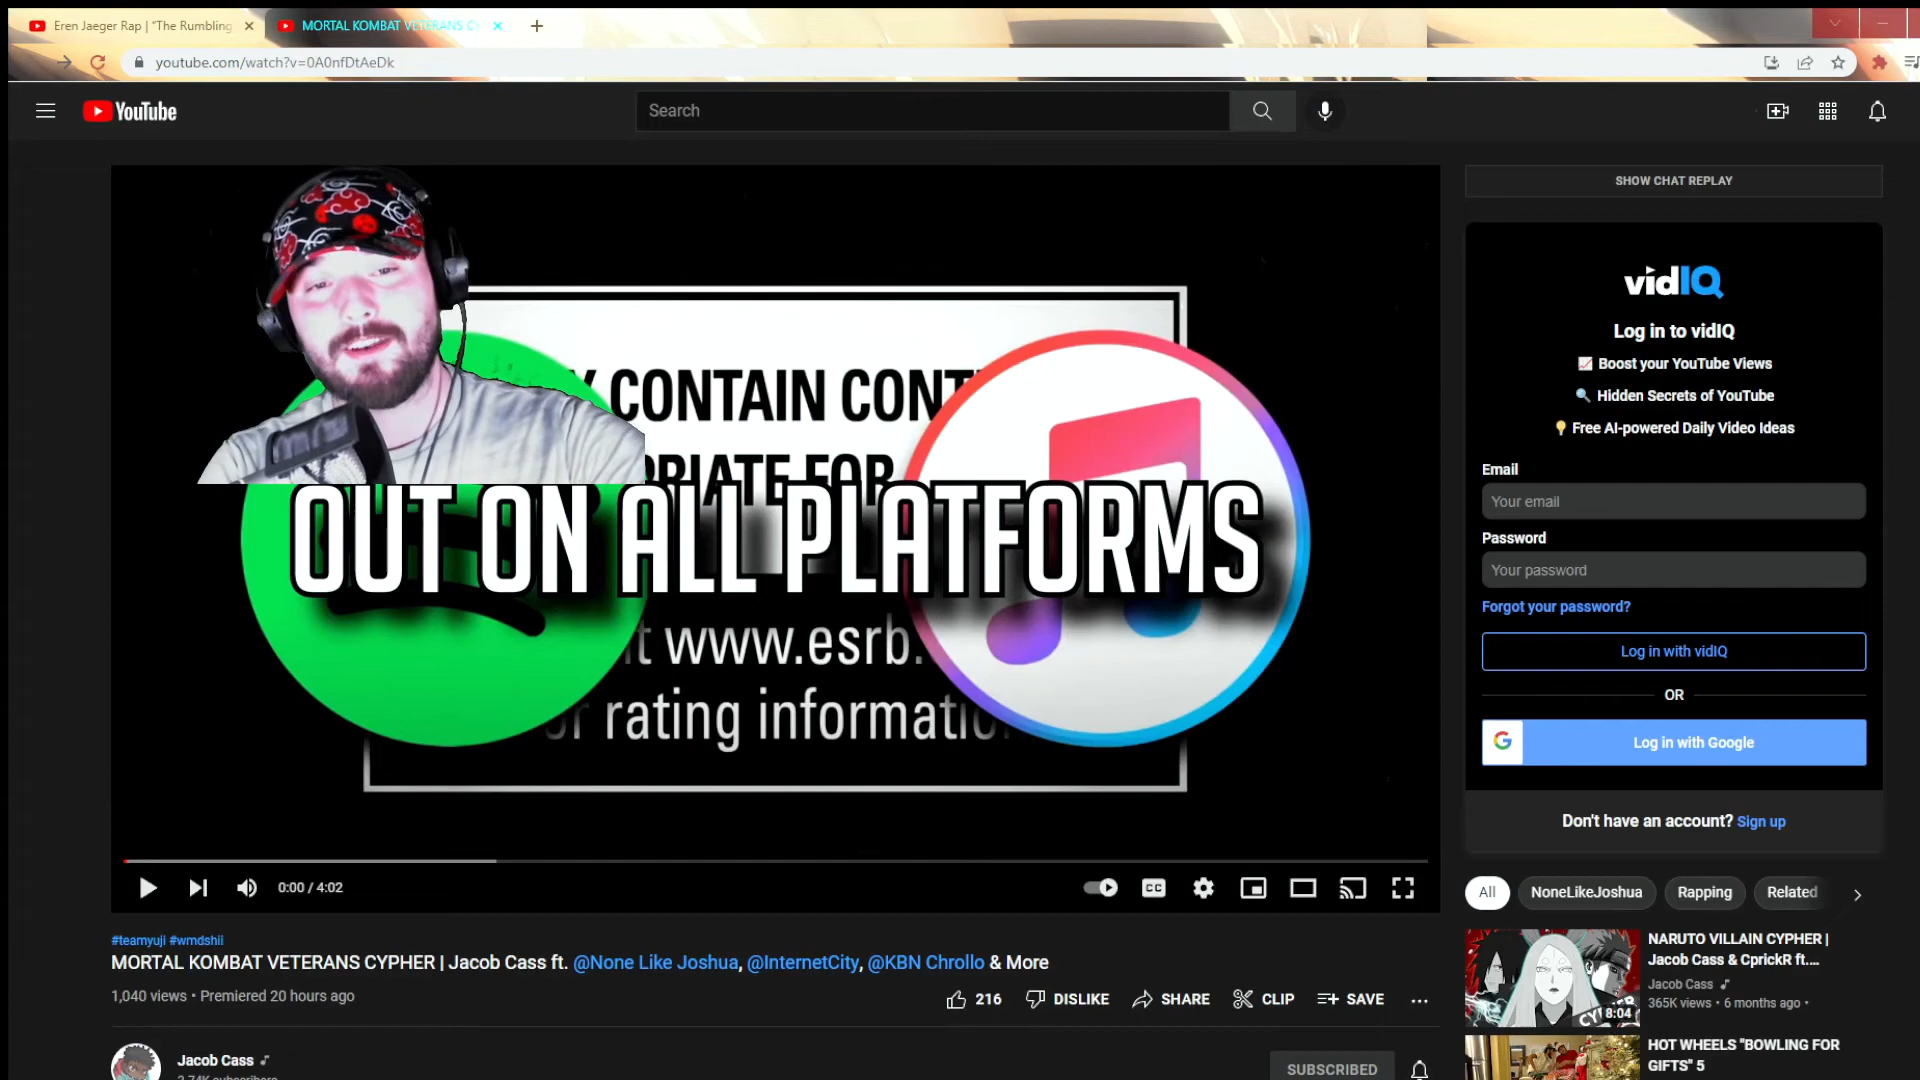 Eren Jaeger Rap | "The Rumbling
MORTAL KOMBAT VETERANS CY
youtube.com/watch?v=0A0nfDtAeDk
YouTube
Search
SHOW CHAT REPLAY
vidIQ
Log in to vidIQ
Boost your YouTube Views
Hidden Secrets of YouTube
Free AI-powered Daily Video Ideas
Email
Your email
Password
Your password
Forgot your password?
Log in with vidIQ
OR
G Log in with Google
Don't have an account? Sign up
CONTAIN CONT
FOR
OUT ON ALL PLATFORMS
www.esrb.
rating informatio
0:00 / 4:02
CC
All NoneLikeJoshua Rapping Related
#teamyuji #wmdshii
MORTAL KOMBAT VETERANS CYPHER | Jacob Cass ft. @None Like Joshua, @InternetCity, @KBN Chrollo & More
1,040 views • Premiered 20 hours ago
216 DISLIKE SHARE CLIP SAVE
Jacob Cass
SUBSCRIBED
NARUTO VILLAIN CYPHER |
Jacob Cass & CprickR ft....
Jacob Cass
365K views • 6 months ago •
8:04
HOT WHEELS "BOWLING FOR
GIFTS" 5